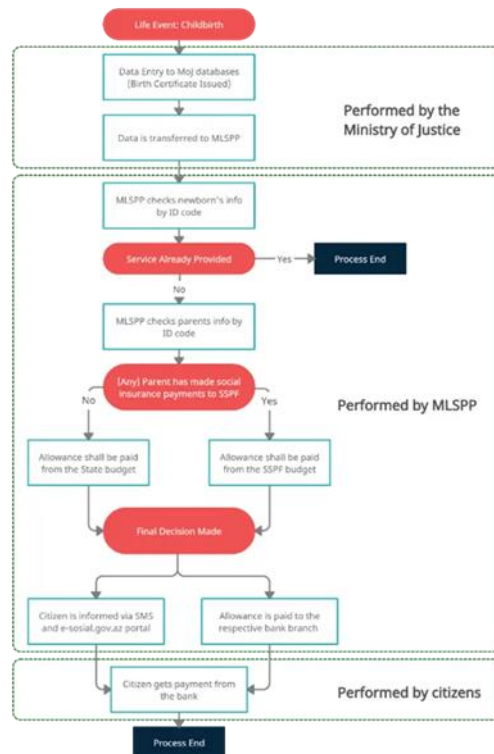 Life Event: Childbirth
Data Entry to MoJ databases
(Birth Certificate Issued)
Data is transferred to MLSPP
Performed by the
Ministry of Justice
MLSPP checks newborn's info
by ID code
Service Already Provided
Yes
Process End
No
MLSPP checks parents info by
ID code
[Any] Parent has made social
insurance payments to SSPF
No
Yes
Performed by MLSPP
Allowance shall be paid
from the State budget
Allowance shall be paid
from the SSPF budget
Final Decision Made
Citizen is informed via SMS
and e-sosial.gov.az portal
Allowance is paid to the
respective bank branch
Citizen gets payment from
the bank
Performed by citizens
Process End